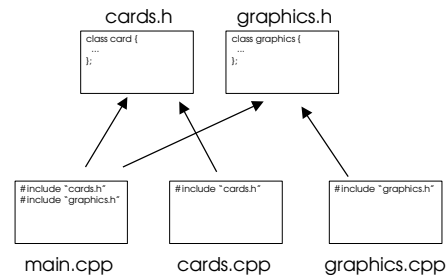 cards.h
graphics.h
class card {
...
};
class graphics {
...
};
#include "cards.h"
#include "graphics.h"
#include "cards.h"
#include "graphics.h"
main.cpp
cards.cpp
graphics.cpp